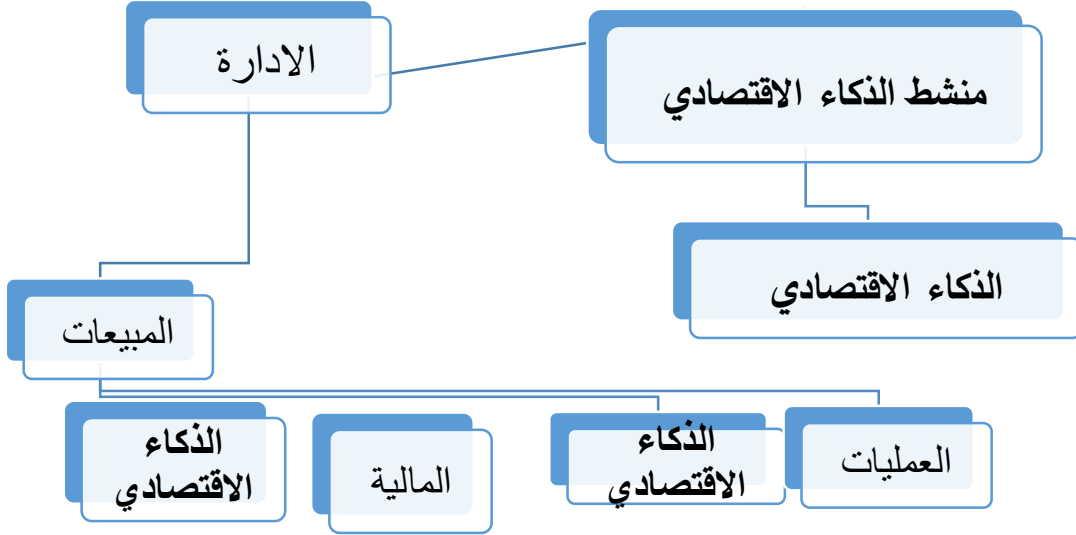 منشط الذكاء الاقتصادي
الادارة
الذكاء الاقتصادي
المبيعات
العمليات
الذكاء
الاقتصادي
المالية
الذكاء
الاقتصادي